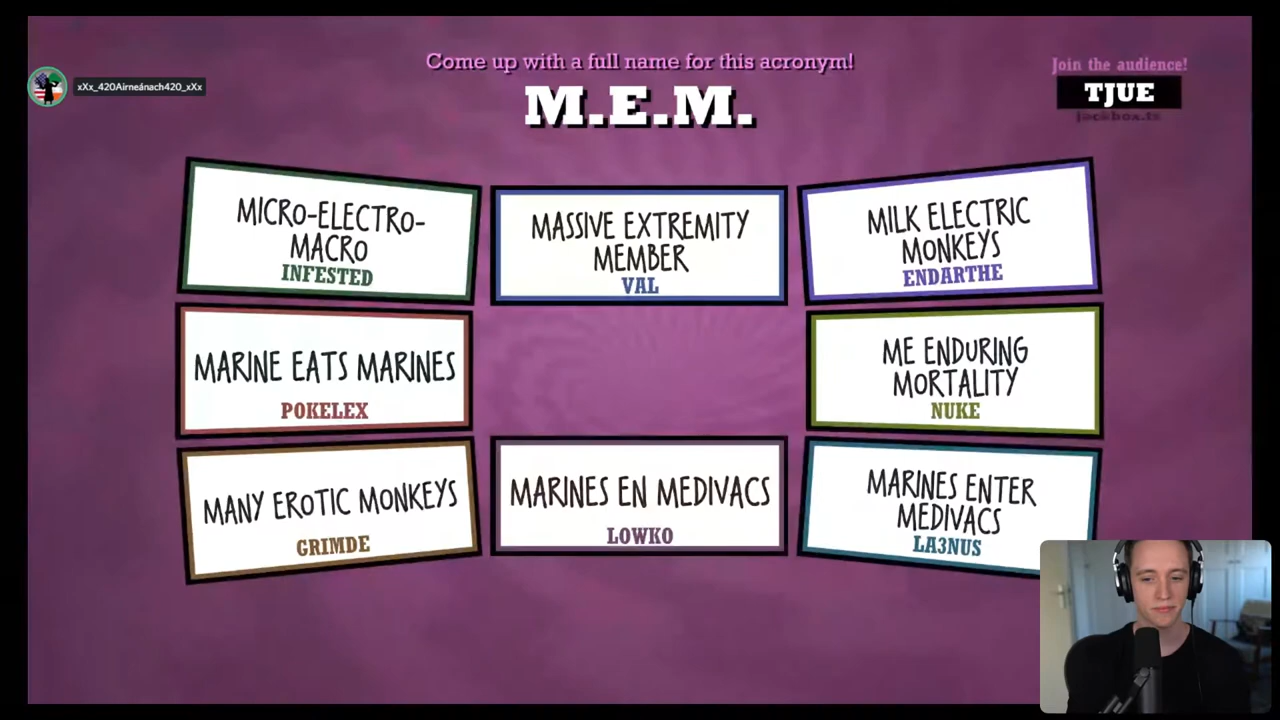 Come up with a full name for this acronym!
M.E.M.
Join the audience!
TJUE
jackbox.tv
xXx_420Airneánach420_xXx
MICRO-ELECTRO-
MACRO
INFESTED
MASSIVE EXTREMITY
MEMBER
VAL
MILK ELECTRIC
MONKEYS
ENDARTHE
MARINE EATS MARINES
POKELEX
ME ENDURING
MORTALITY
NUKE
MANY EROTIC MONKEYS
GRIMDE
MARINES EN MEDIVACS
LOWKO
MARINES ENTER
MEDIVACS
LA3NUS